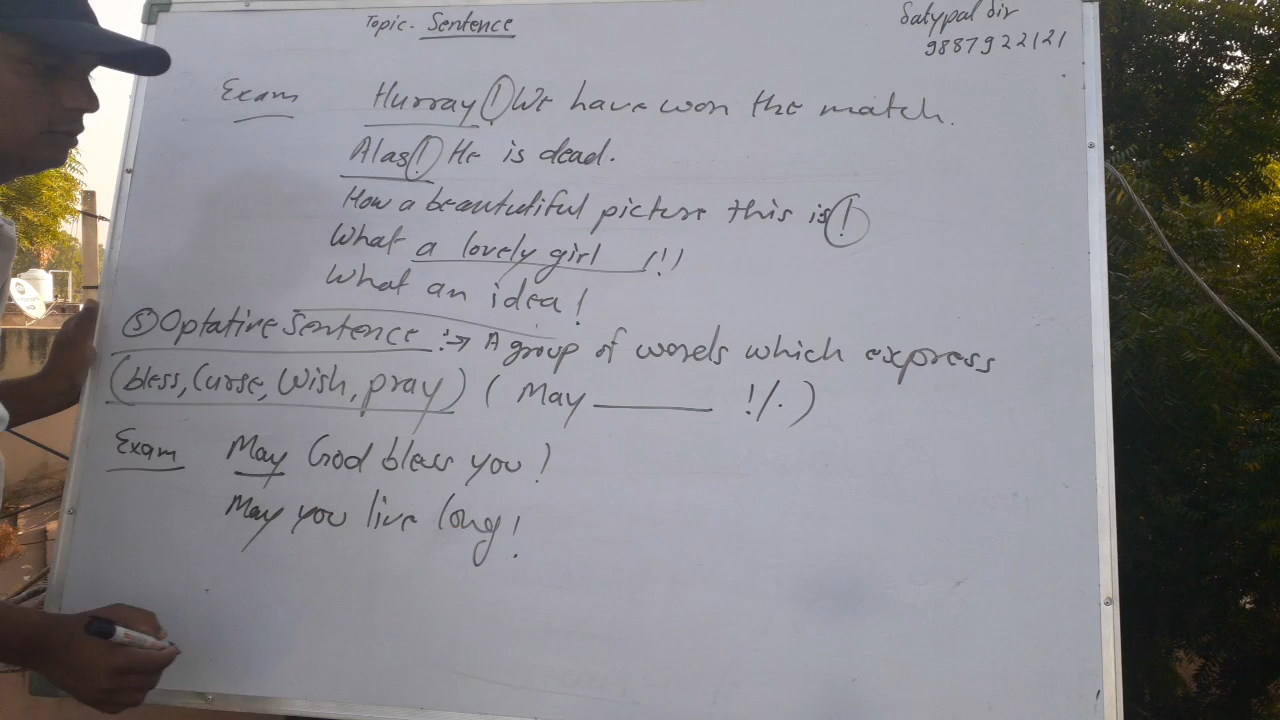 Topic. Sentence
Satypal Sir
9887922121
Exam Hurray! We have won the match.
Alas! He is dead.
How a beaututiful picture this is!
What a lovely girl (!)
What an idea!
⑤ Optative Sentence :→ A group of words which express
(bless, Curse, Wish, pray) ( May ______ !/.)
Exam May God bless you!
May you live long!